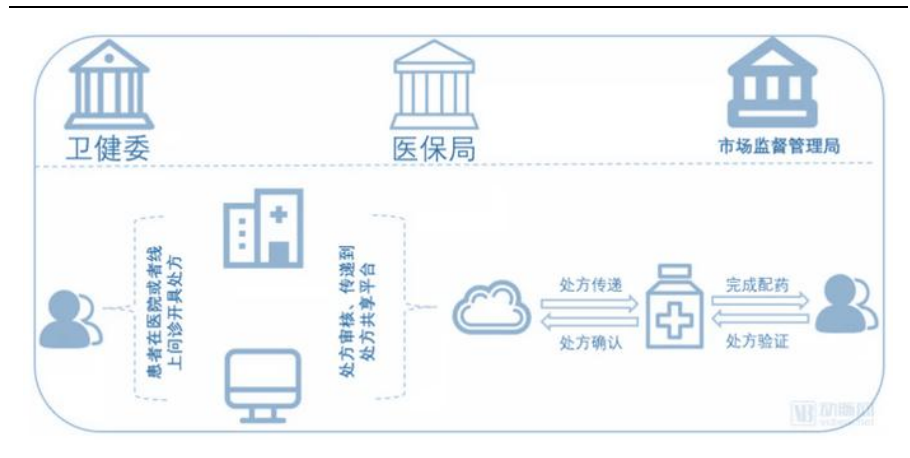 卫健委
医保局
市场监督管理局
患者在医院或者线
上问诊开具处方
处方审核、传递到
处方共享平台
处方传递
处方确认
完成配药
处方验证
动脉网